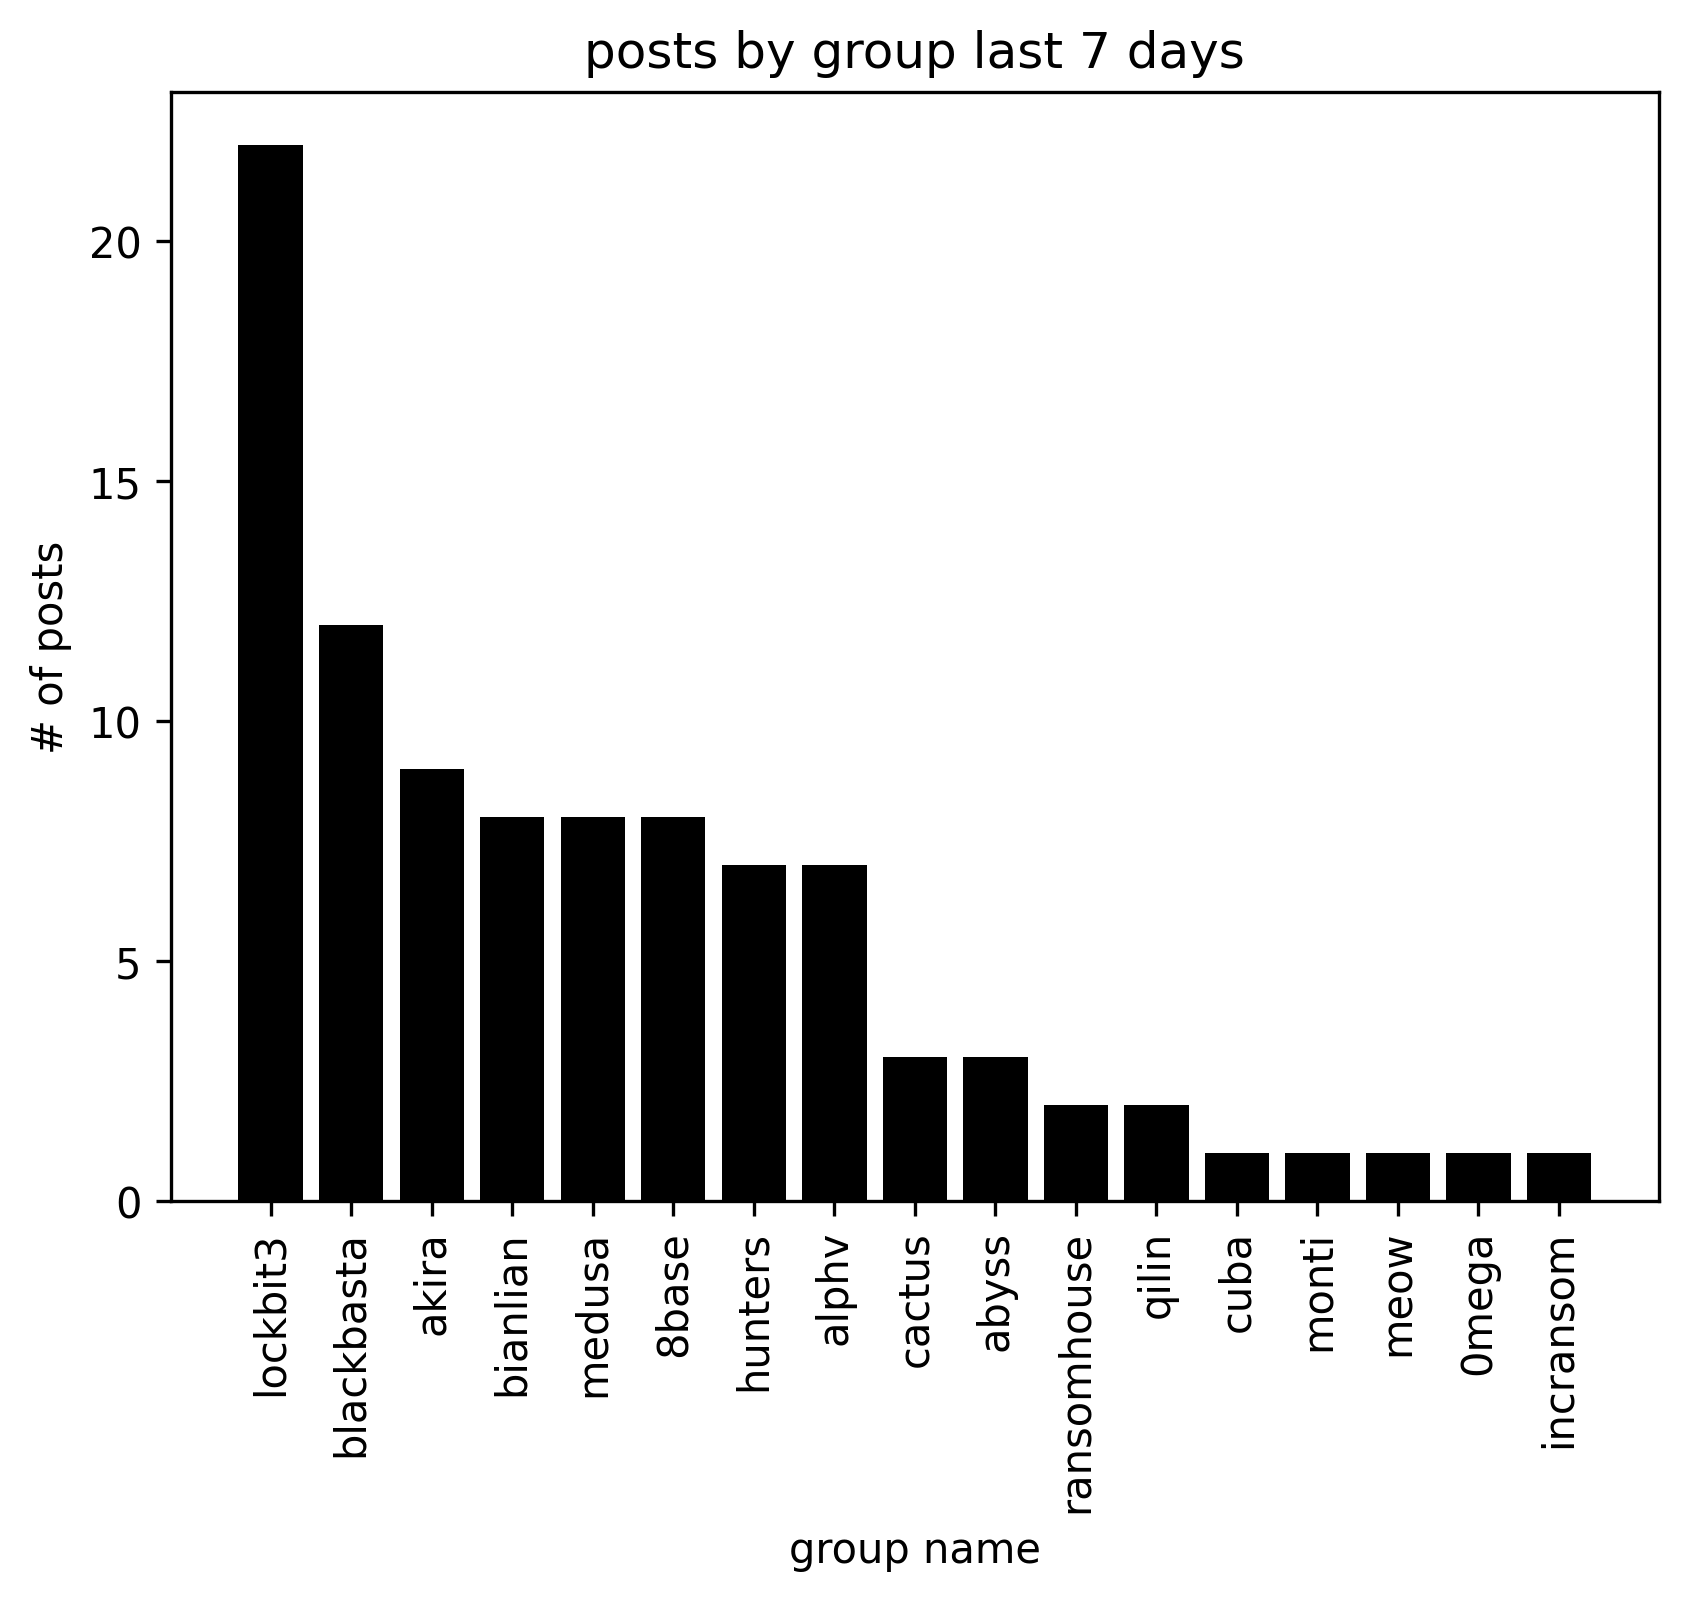 posts by group last 7 days
# of posts
20
15
10
5
0
lockbit3
blackbasta
akira
bianlian
medusa
8base
hunters
alphv
cactus
abyss
ransomhouse
qilin
cuba
monti
meow
0mega
incransom
group name